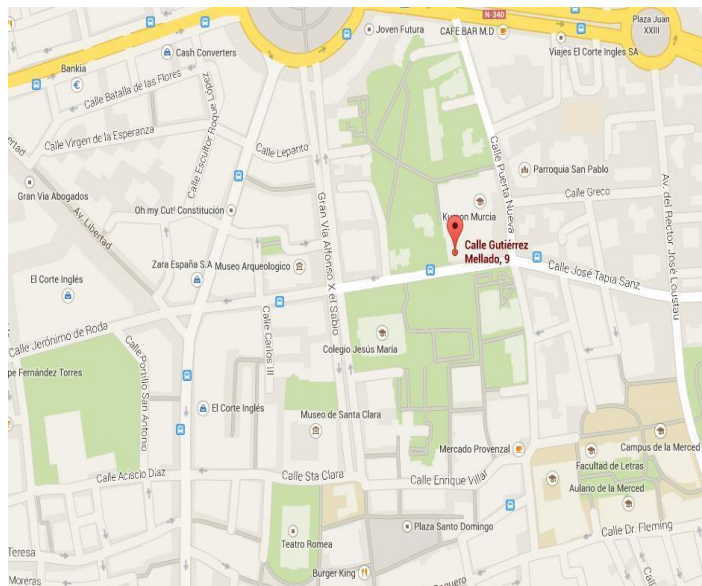 N-340
Plaza Juan
XXIII
Joven Futura
CAFE BAR M.D
Cash Converters
Viajes El Corte Ingles SA
Bankia
Calle Batalla de las Flores
Calle Escultor Roque López
Calle Virgen de la Esperanza
Calle Lepanto
Calle Puerta Nueva
Parroquia San Pablo
Gran Vía Abogados
Calle Greco
Av. del Rector José Loustau
Av. Libertad
Oh my Cut! Constitución
Gran Vía Alfonso X el Sabio
Kumon Murcia
Calle Gutiérrez
Mellado, 9
Zara España S.A
Museo Arqueologico
Calle José Tapia Sanz
El Corte Inglés
Calle Jerónimo de Roda
Calle Carlos III
Colegio Jesús María
Calle Portillo San Antonio
pe Fernández Torres
El Corte Inglés
Museo de Santa Clara
Mercado Provenzal
Campus de la Merced
Facultad de Letras
Calle Acisclo Díaz
Calle Sta Clara
Calle Enrique Villar
Aulario de la Merced
Plaza Santo Domingo
Calle Dr. Fleming
Teatro Romea
Teresa
Burger King
Moreras